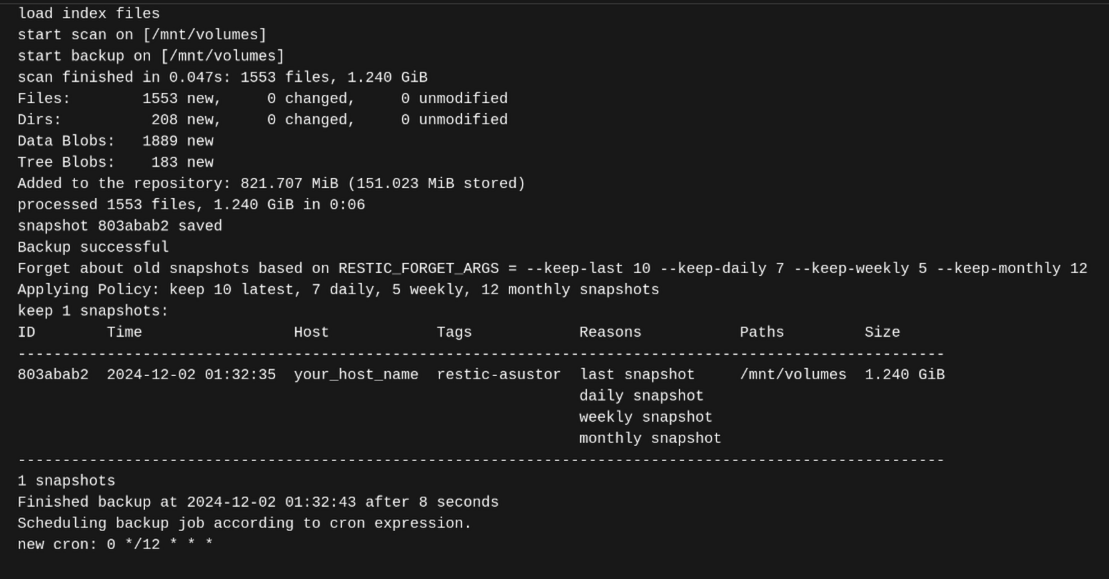 load index files
start scan on [/mnt/volumes]
start backup on [/mnt/volumes]
scan finished in 0.047s: 1553 files, 1.240 GiB
Files:        1553 new,     0 changed,     0 unmodified
Dirs:          208 new,     0 changed,     0 unmodified
Data Blobs:   1889 new
Tree Blobs:    183 new
Added to the repository: 821.707 MiB (151.023 MiB stored)
processed 1553 files, 1.240 GiB in 0:06
snapshot 803abab2 saved
Backup successful
Forget about old snapshots based on RESTIC_FORGET_ARGS = --keep-last 10 --keep-daily 7 --keep-weekly 5 --keep-monthly 12
Applying Policy: keep 10 latest, 7 daily, 5 weekly, 12 monthly snapshots
keep 1 snapshots:
ID        Time                 Host            Tags            Reasons           Paths         Size
--------------------------------------------------------------------------------------------------------
803abab2  2024-12-02 01:32:35  your_host_name  restic-asustor  last snapshot     /mnt/volumes  1.240 GiB
                                                               daily snapshot
                                                               weekly snapshot
                                                               monthly snapshot
--------------------------------------------------------------------------------------------------------
1 snapshots
Finished backup at 2024-12-02 01:32:43 after 8 seconds
Scheduling backup job according to cron expression.
new cron: 0 */12 * * *